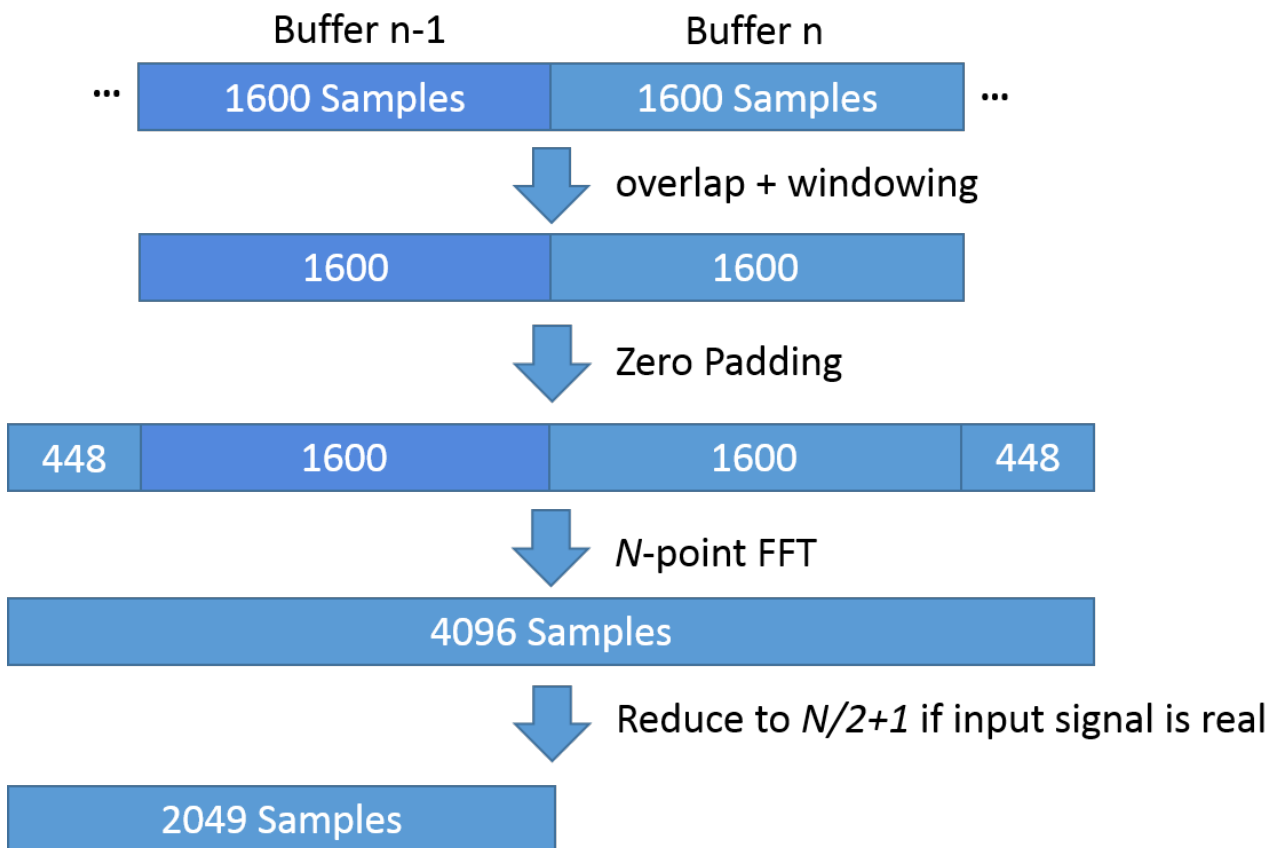 Buffer n-1 Buffer n
... 1600 Samples 1600 Samples ...
overlap + windowing
1600 1600
Zero Padding
448 1600 1600 448
N-point FFT
4096 Samples
Reduce to N/2+1 if input signal is real
2049 Samples